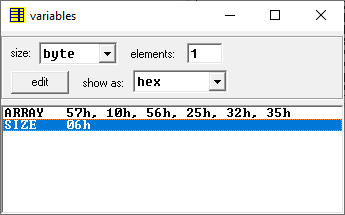 variables
size: byte elements: 1
edit show as: hex
ARRAY 57h, 10h, 56h, 25h, 32h, 35h
SIZE 06h